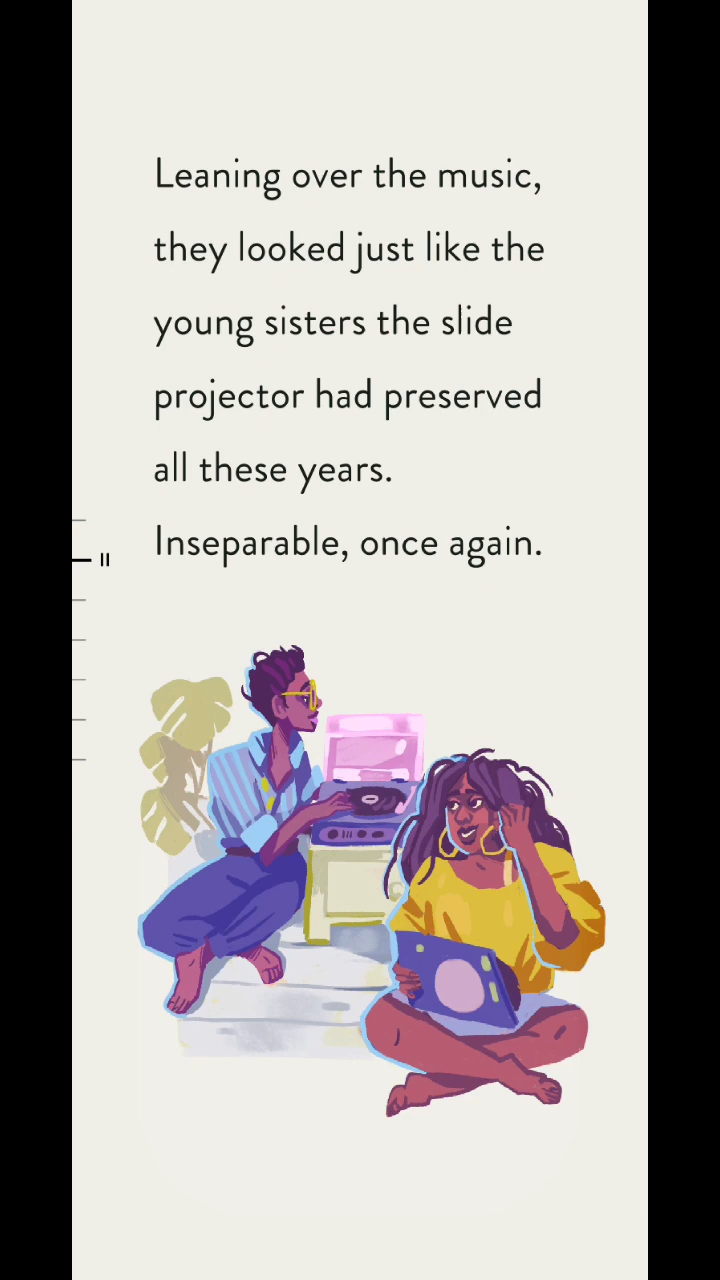 Leaning over the music,
they looked just like the
young sisters the slide
projector had preserved
all these years.
II
Inseparable, once again.